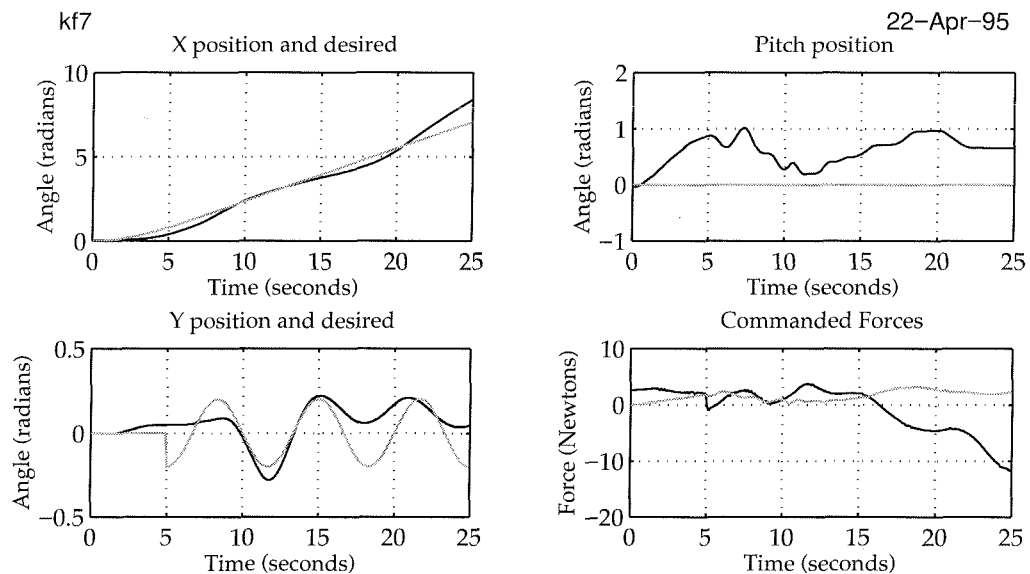 kf7
22-Apr-95
X position and desired
Angle (radians)
10
5
0
0 5 10 15 20 25
Time (seconds)
Pitch position
Angle (radians)
2
1
0
-1
0 5 10 15 20 25
Time (seconds)
Y position and desired
Angle (radians)
0.5
0
-0.5
0 5 10 15 20 25
Time (seconds)
Commanded Forces
Force (Newtons)
10
0
-10
-20
0 5 10 15 20 25
Time (seconds)